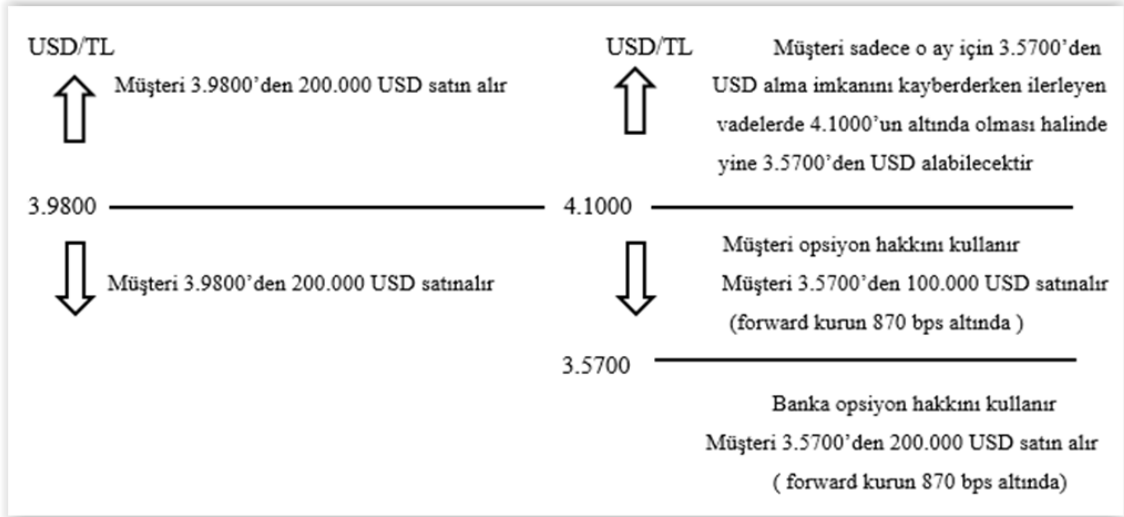 USD/TL
Müşteri 3.9800’den 200.000 USD satın alır
3.9800
Müşteri 3.9800’den 200.000 USD satınalır
USD/TL
Müşteri sadece o ay için 3.5700’den
USD alma imkanını kayberderken ilerleyen
vadelerde 4.1000’un altında olması halinde
yine 3.5700’den USD alabilecektir
4.1000
Müşteri opsiyon hakkını kullanır
Müşteri 3.5700’den 100.000 USD satınalır
(forward kurun 870 bps altında )
3.5700
Banka opsiyon hakkını kullanır
Müşteri 3.5700’den 200.000 USD satın alır
( forward kurun 870 bps altında)